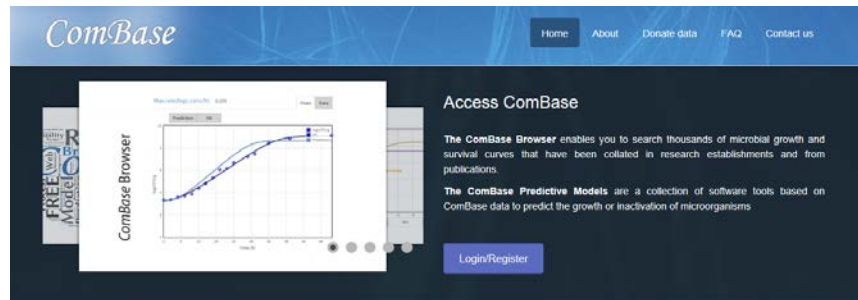 ComBase
Home About Donate data FAQ Contact us
Access ComBase
The ComBase Browser enables you to search thousands of microbial growth and
survival curves that have been collated in research establishments and from
publications.
The ComBase Predictive Models are a collection of software tools based on
ComBase data to predict the growth or inactivation of microorganisms
Login/Register
ComBase Browser
Prediction
FREE
Web
Model